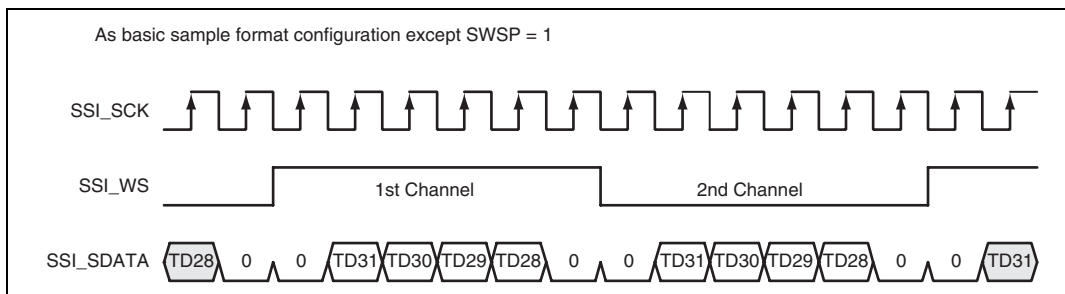 As basic sample format configuration except SWSP = 1
SSI_SCK
SSI_WS 1st Channel 2nd Channel
SSI_SDATA TD28 0 0 TD31 TD30 TD29 TD28 0 0 TD31 TD30 TD29 TD28 0 0 TD31